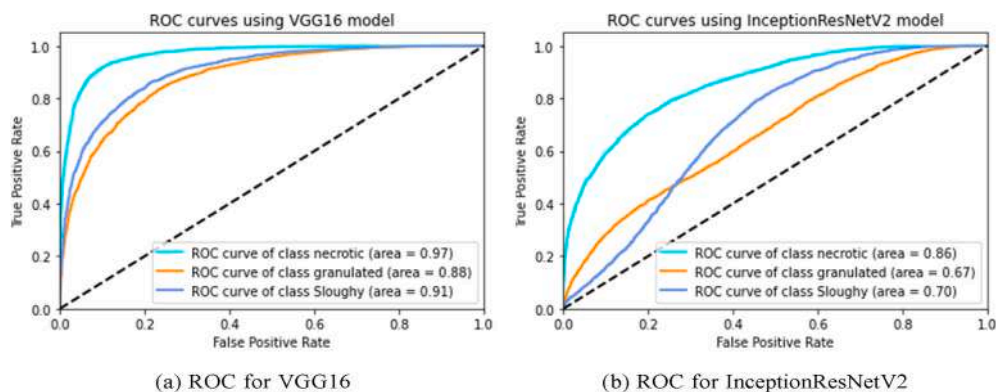 ROC curves using VGG16 model
1.0
0.8
0.6
0.4
0.2
0.0
True Positive Rate
ROC curve of class necrotic (area = 0.97)
ROC curve of class granulated (area = 0.88)
ROC curve of class Sloughy (area = 0.91)
0.0 0.2 0.4 0.6 0.8 1.0
False Positive Rate
(a) ROC for VGG16
ROC curves using InceptionResNetV2 model
1.0
0.8
0.6
0.4
0.2
0.0
True Positive Rate
ROC curve of class necrotic (area = 0.86)
ROC curve of class granulated (area = 0.67)
ROC curve of class Sloughy (area = 0.70)
0.0 0.2 0.4 0.6 0.8 1.0
False Positive Rate
(b) ROC for InceptionResNetV2